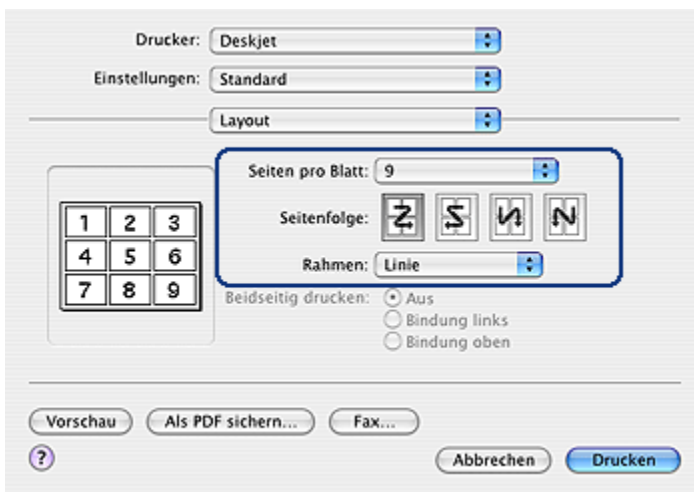 Drucker: Deskjet
Einstellungen: Standard
Layout
Seiten pro Blatt: 9
Seitenfolge:
Rahmen: Linie
Beidseitig drucken: Aus
Bindung links
Bindung oben
1 2 3
4 5 6
7 8 9
Vorschau Als PDF sichern... Fax...
? Abbrechen Drucken